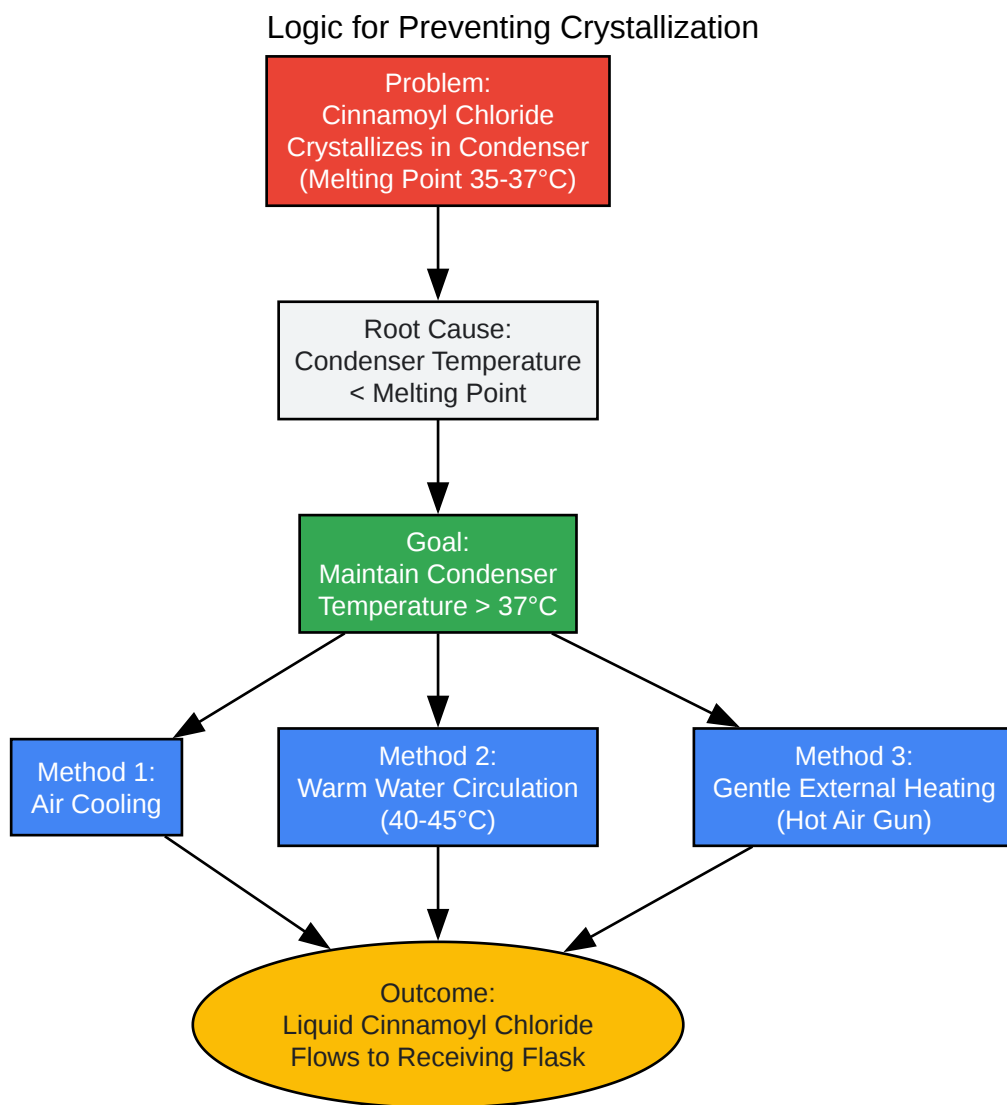 Logic for Preventing Crystallization
Problem:
Cinnamoyl Chloride
Crystallizes in Condenser
(Melting Point 35-37°C)
Root Cause:
Condenser Temperature
< Melting Point
Goal:
Maintain Condenser
Temperature > 37°C
Method 1:
Air Cooling
Method 2:
Warm Water Circulation
(40-45°C)
Method 3:
Gentle External Heating
(Hot Air Gun)
Outcome:
Liquid Cinnamoyl Chloride
Flows to Receiving Flask